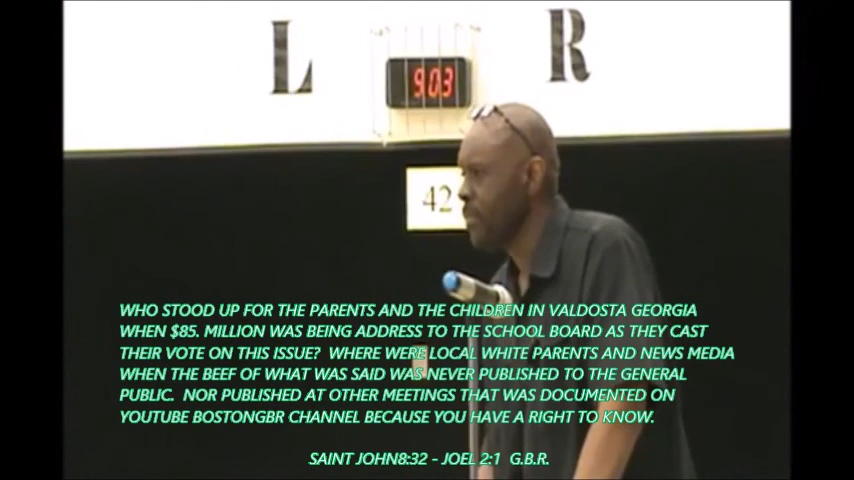 L R
9:03
42
WHO STOOD UP FOR THE PARENTS AND THE CHILDREN IN VALDOSTA GEORGIA
WHEN $85. MILLION WAS BEING ADDRESS TO THE SCHOOL BOARD AS THEY CAST
THEIR VOTE ON THIS ISSUE? WHERE WERE LOCAL WHITE PARENTS AND NEWS MEDIA
WHEN THE BEEF OF WHAT WAS SAID WAS NEVER PUBLISHED TO THE GENERAL
PUBLIC. NOR PUBLISHED AT OTHER MEETINGS THAT WAS DOCUMENTED ON
YOUTUBE BOSTONGBR CHANNEL BECAUSE YOU HAVE A RIGHT TO KNOW.
SAINT JOHN8:32 - JOEL 2:1 G.B.R.